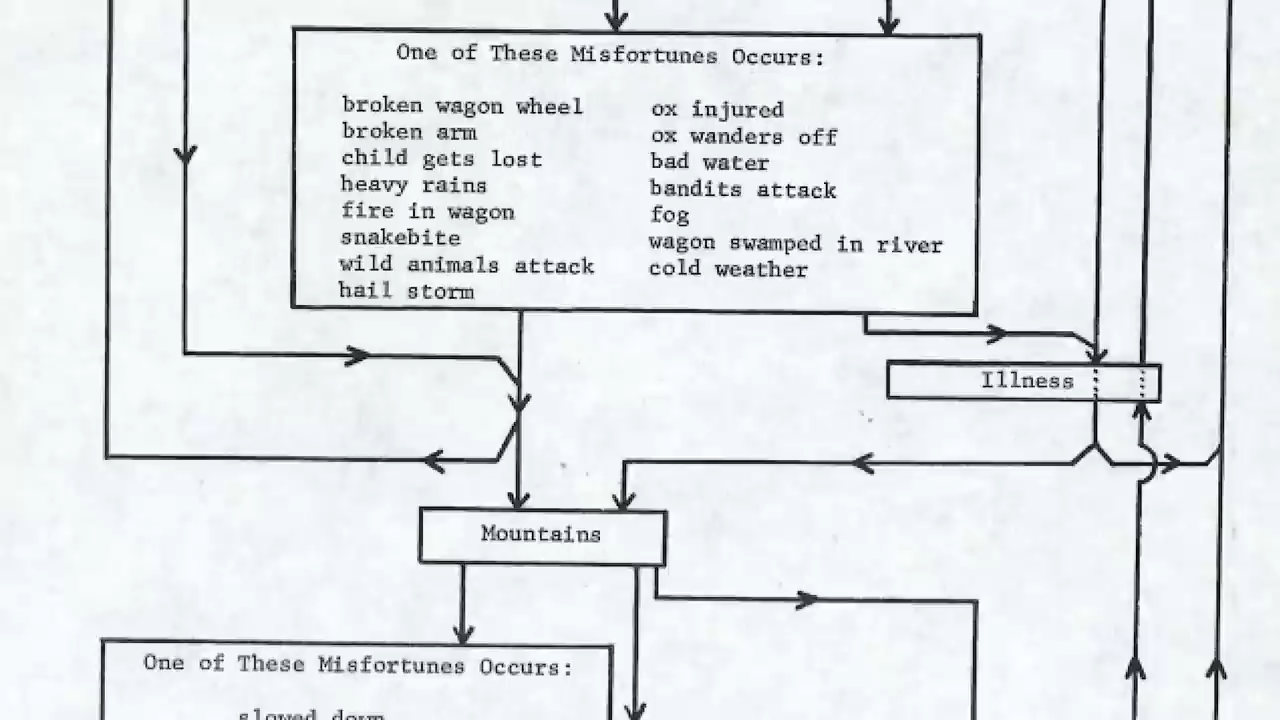 One of These Misfortunes Occurs:
broken wagon wheel
broken arm
child gets lost
heavy rains
fire in wagon
snakebite
wild animals attack
hail storm
ox injured
ox wanders off
bad water
bandits attack
fog
wagon swamped in river
cold weather
Illness
Mountains
One of These Misfortunes Occurs:
slowed down